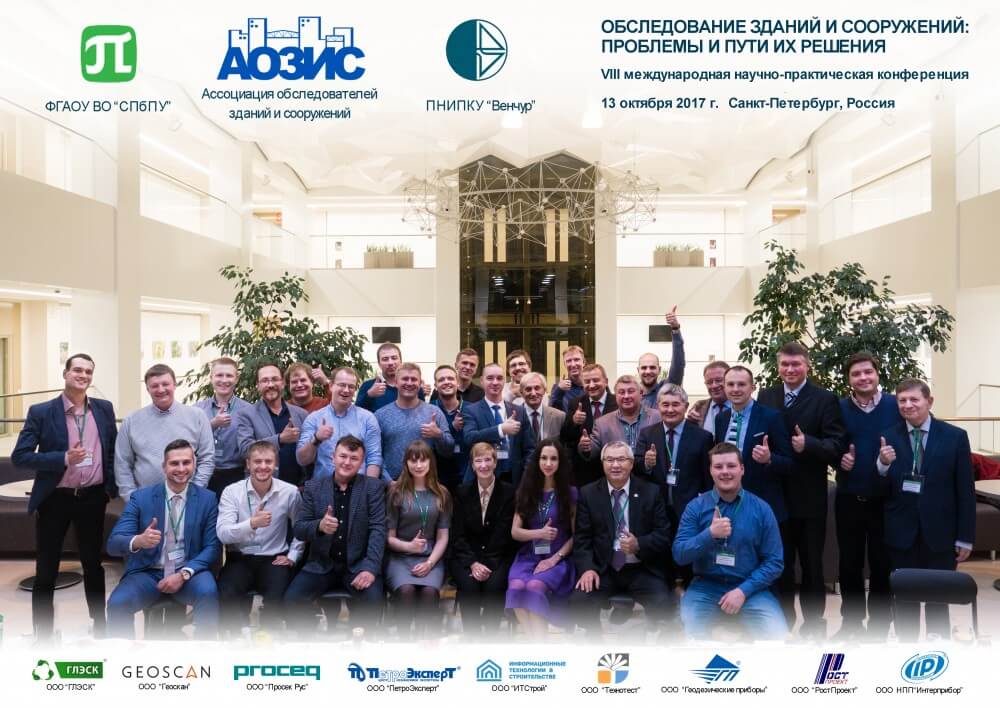 П
ФГАОУ ВО “СПбПУ”
АОЗИС
Ассоциация обследователей
зданий и сооружений
ПНИПКУ “Венчур”
ОБСЛЕДОВАНИЕ ЗДАНИЙ И СООРУЖЕНИЙ:
ПРОБЛЕМЫ И ПУТИ ИХ РЕШЕНИЯ
VIII международная научно-практическая конференция
13 октября 2017 г. Санкт-Петербург, Россия
ГЛЭСК
ООО “ГЛЭСК”
GEOSCAN
ООО “Геоскан”
proceq
ООО “Просек Рус”
ПетроЭксперТ
ООО “ПетроЭксперт”
ИНФОРМАЦИОННЫЕ
ТЕХНОЛОГИИ В
СТРОИТЕЛЬСТВЕ
ООО “ИТСтрой”
ООО “Технотест”
ООО “Геодезические приборы”
РОСТ
ПРОЕКТ
ООО “РостПроект”
ООО НПП“Интерприбор”